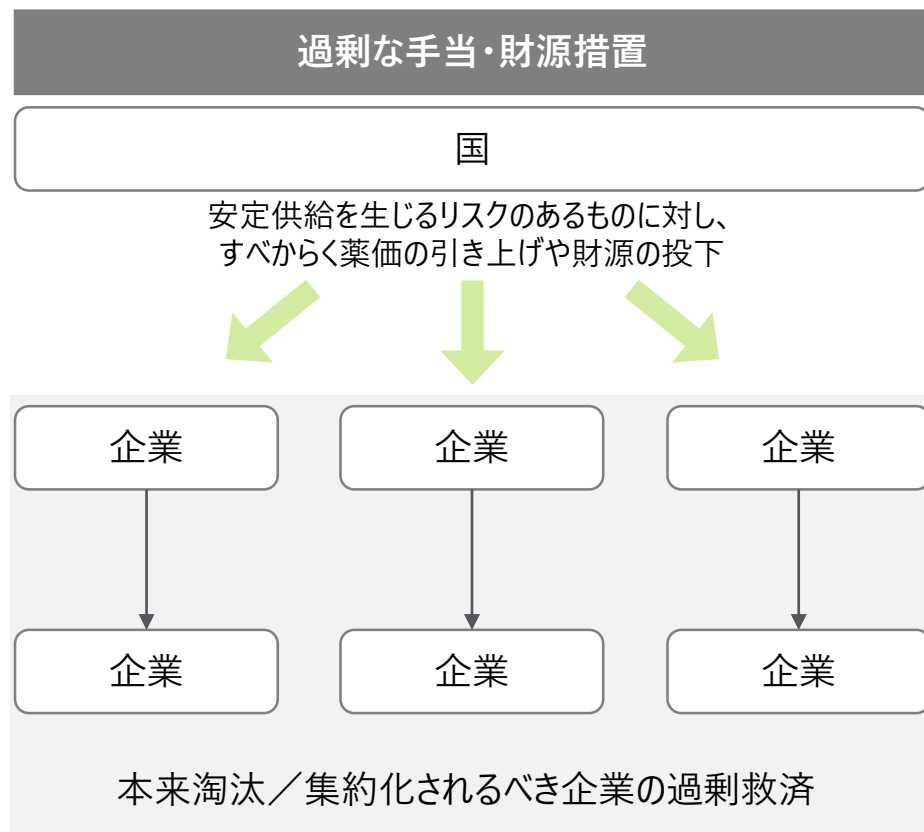 過剰な手当・財源措置
国
安定供給を生じるリスクのあるものに対し、
すべからく薬価の引き上げや財源の投下
企業
企業
企業
企業
企業
企業
本来淘汰／集約化されるべき企業の過剰救済